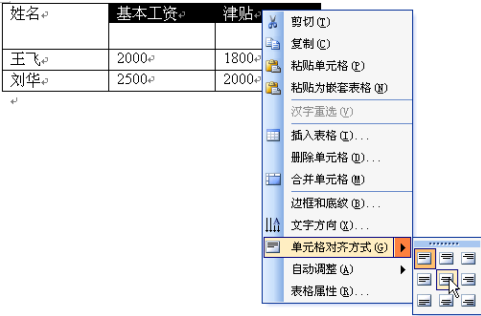 姓名 基本工资 津贴
王飞 2000 1800
刘华 2500 2000
剪切(T)
复制(C)
粘贴单元格(P)
粘贴为嵌套表格(N)
汉字重选(V)
插入表格(I)...
删除单元格(D)...
合并单元格(M)
边框和底纹(B)...
文字方向(X)...
单元格对齐方式(G)
自动调整(A)
表格属性(R)...